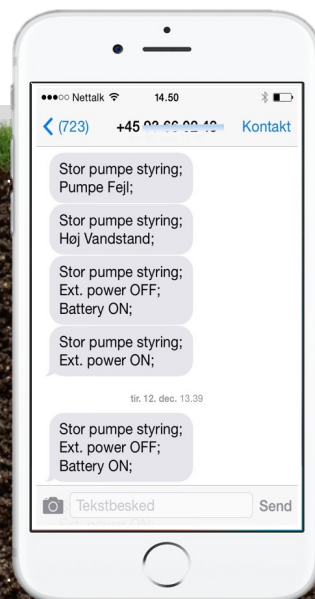 ●●●○○ Nettalk 14.50
(723) +45 Kontakt
Stor pumpe styring;
Pumpe Fejl;
Stor pumpe styring;
Høj Vandstand;
Stor pumpe styring;
Ext. power OFF;
Battery ON;
Stor pumpe styring;
Ext. power ON;
tir. 12. dec. 13.39
Stor pumpe styring;
Ext. power OFF;
Battery ON;
Tekstbesked Send